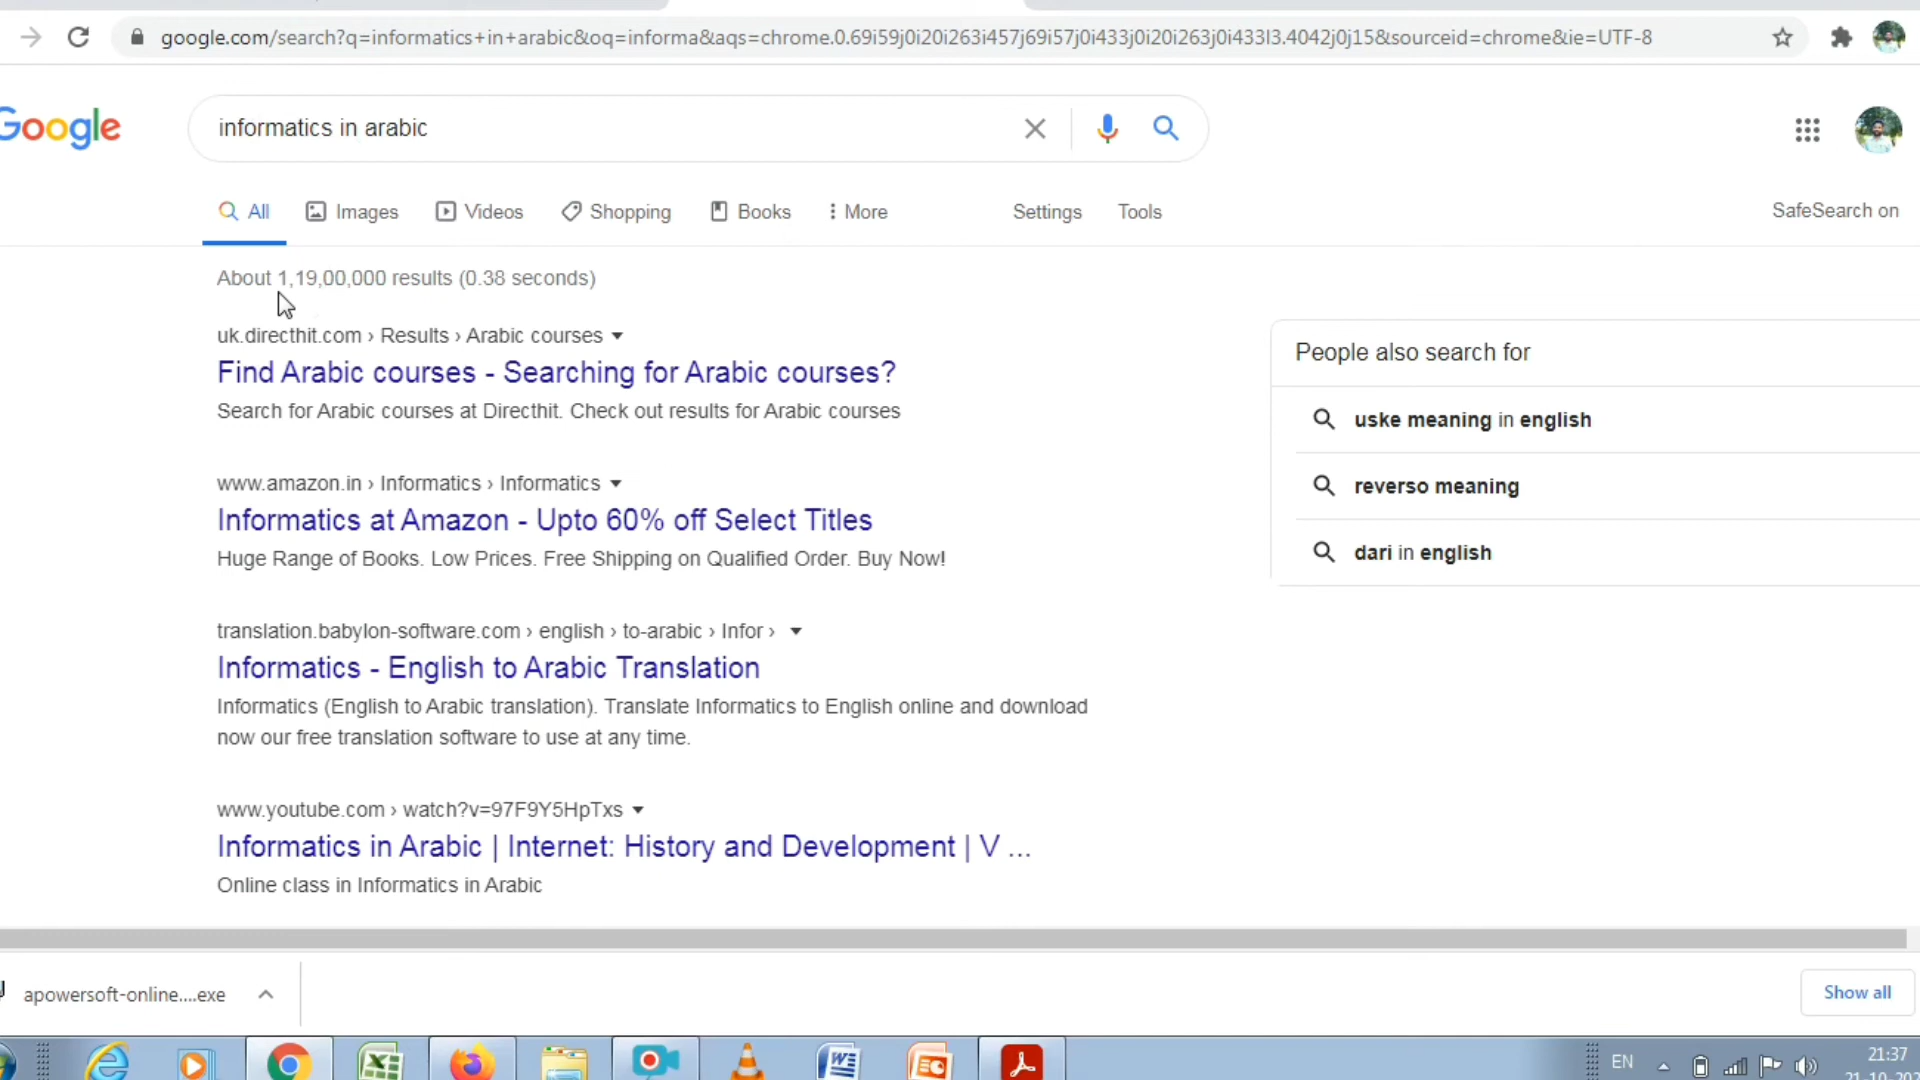 google.com/search?q=informatics+in+arabic&oq=informa&aqs=chrome.0.69i59j0i20i263i457j69i57j0i433j0i20i263j0i433l3.4042j0j15&sourceid=chrome&ie=UTF-8
Google
informatics in arabic
All Images Videos Shopping Books More Settings Tools SafeSearch on
About 1,19,00,000 results (0.38 seconds)
uk.directhit.com › Results › Arabic courses
Find Arabic courses - Searching for Arabic courses?
Search for Arabic courses at Directhit. Check out results for Arabic courses
www.amazon.in › Informatics › Informatics
Informatics at Amazon - Upto 60% off Select Titles
Huge Range of Books. Low Prices. Free Shipping on Qualified Order. Buy Now!
translation.babylon-software.com › english › to-arabic › Infor ›
Informatics - English to Arabic Translation
Informatics (English to Arabic translation). Translate Informatics to English online and download
now our free translation software to use at any time.
www.youtube.com › watch?v=97F9Y5HpTxs
Informatics in Arabic | Internet: History and Development | V ...
Online class in Informatics in Arabic
People also search for
uske meaning in english
reverso meaning
dari in english
apowersoft-online....exe
Show all
EN
21:37